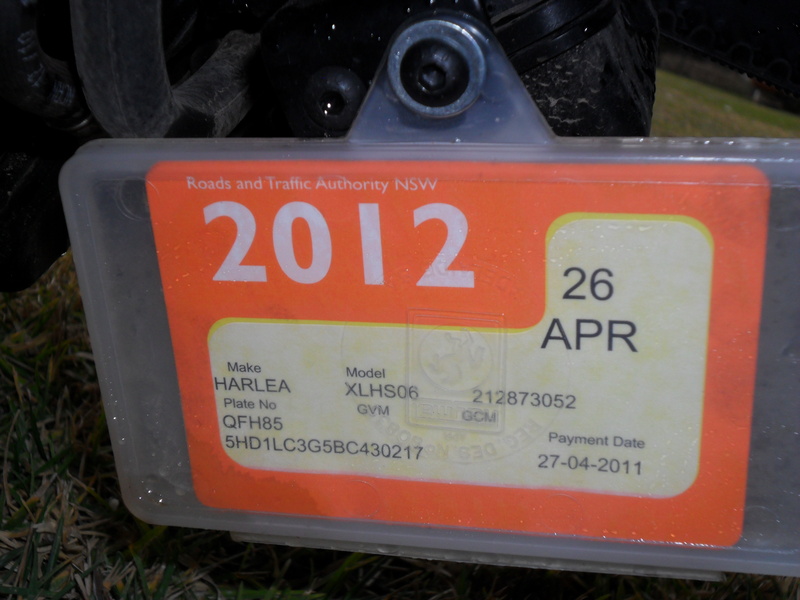 Roads and Traffic Authority NSW
2012
26
APR
Make
HARLEA
Model
XLHS06
212873052
Plate No
GVM
GCM
QFH85
5HD1LC3G5BC430217
Payment Date
27-04-2011